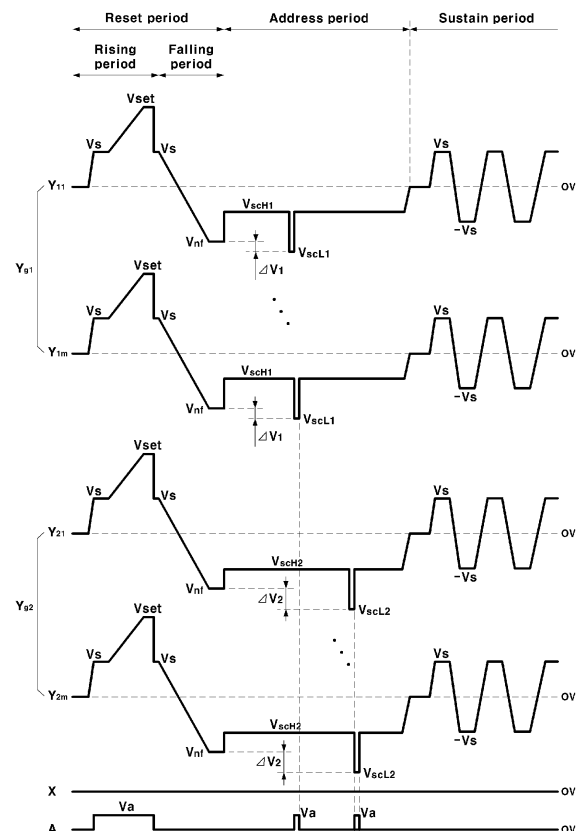 Reset period Address period Sustain period
Rising period Falling period
Vset
Vs Vs Vs
Y11 0V
VscH1
Vnf VscL1 -Vs
⊿V1
Yg1
Vset
Vs Vs Vs
Y1m 0V
VscH1
Vnf VscL1 -Vs
⊿V1
Vset
Vs Vs Vs
Y21 0V
VscH2
Vnf -Vs
⊿V2 VscL2
Yg2
Vset
Vs Vs Vs
Y2m 0V
VscH2
Vnf -Vs
⊿V2 VscL2
X 0V
Va Va Va
A 0V